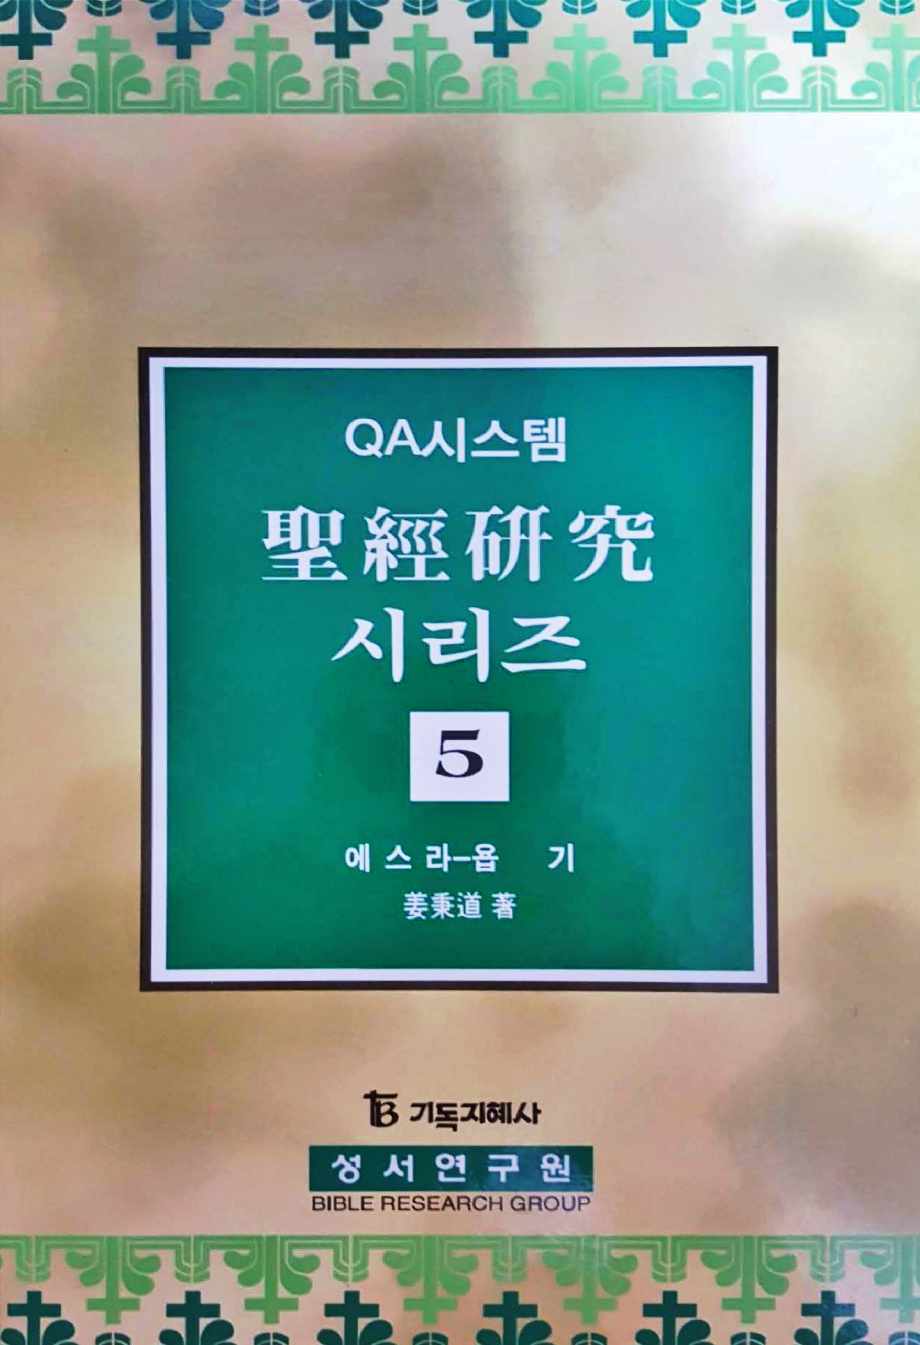 QA시스템
聖經研究
시리즈
5
에스라-욥 기
姜秉道 著
기독지혜사
성서연구원
BIBLE RESEARCH GROUP